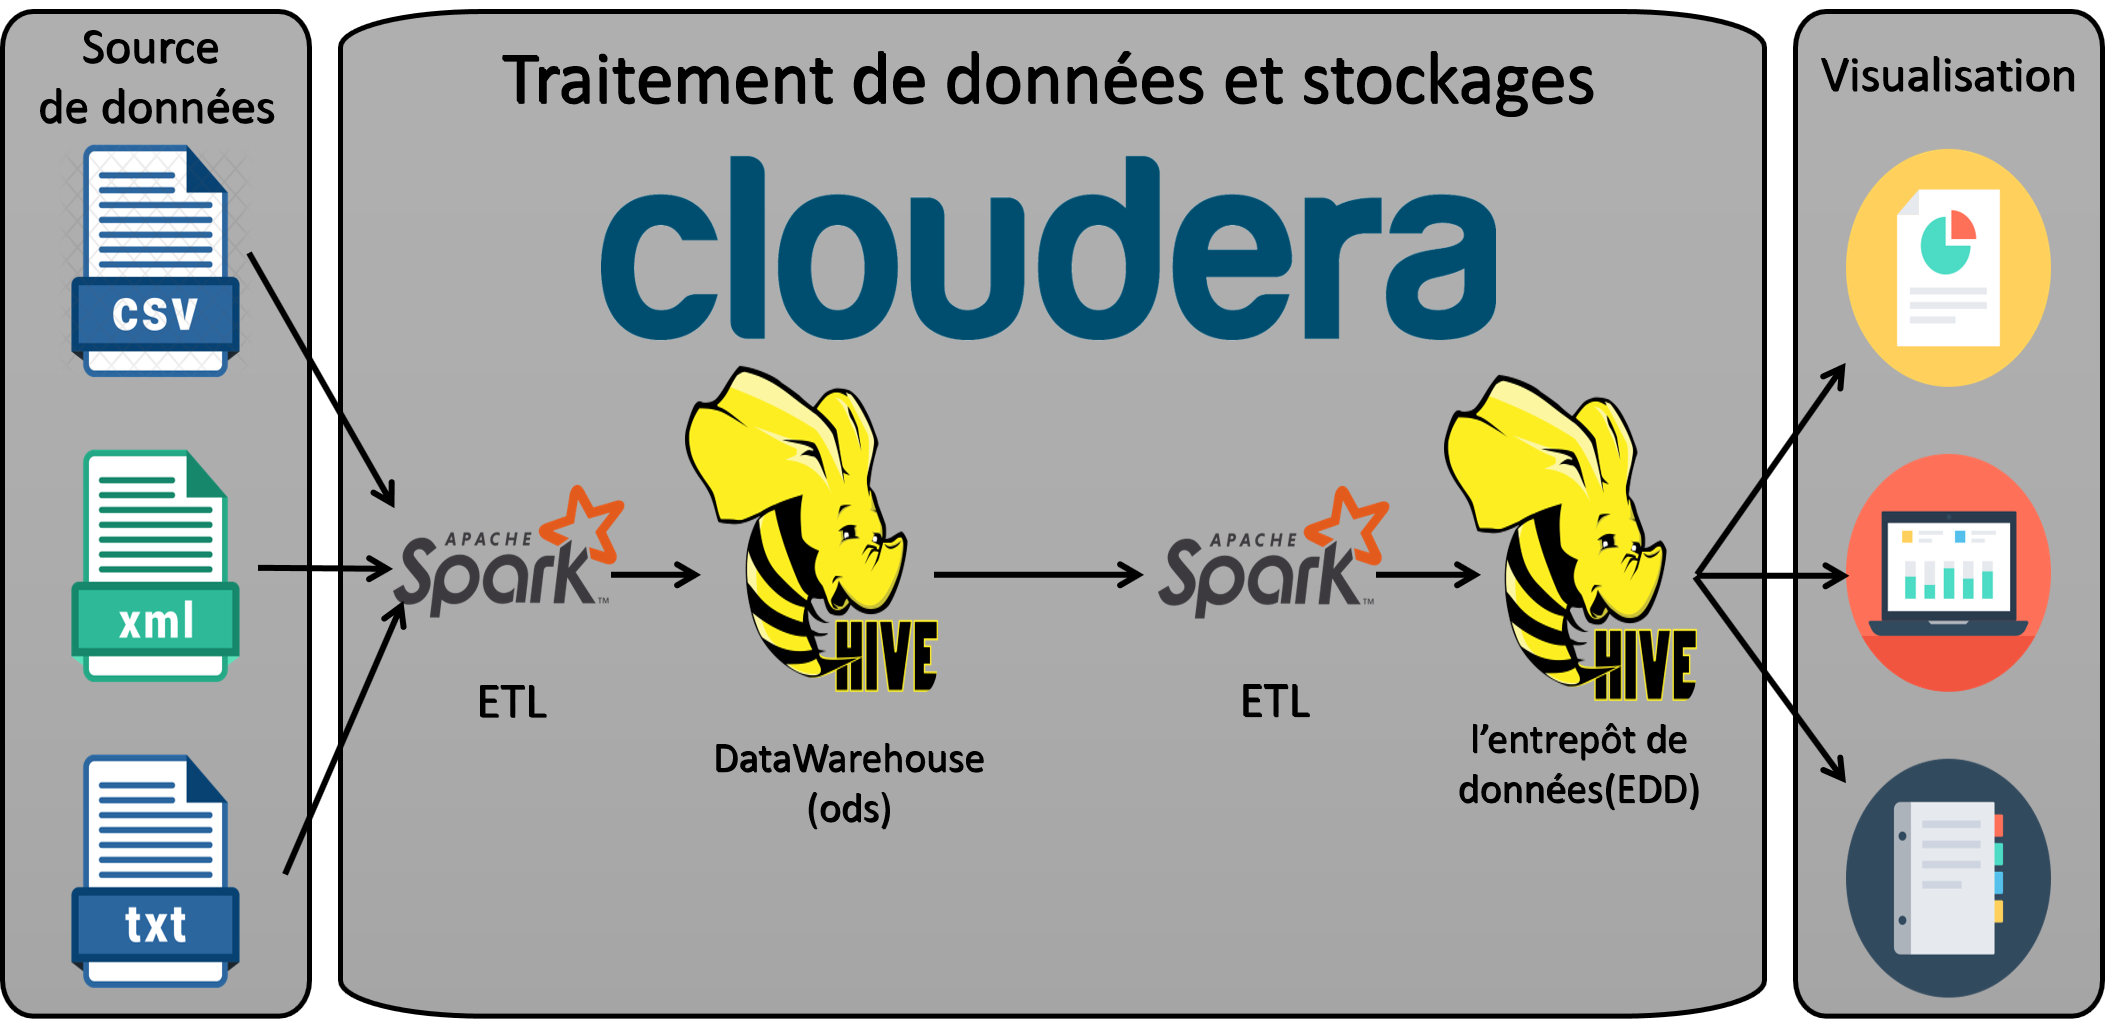 Source
de données
csv
xml
txt
Traitement de données et stockages
cloudera
APACHE
Spark™
ETL
HIVE
DataWarehouse
(ods)
APACHE
Spark™
ETL
HIVE
l’entrepôt de
données(EDD)
Visualisation